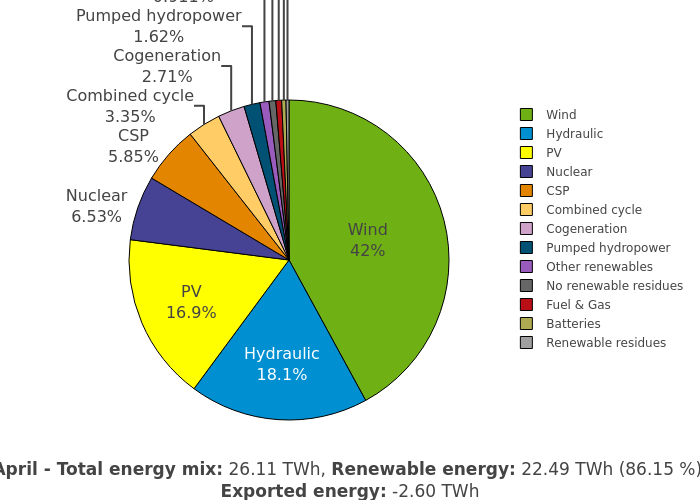 Pumped hydropower
1.62%
Cogeneration
2.71%
Combined cycle
3.35%
CSP
5.85%
Nuclear
6.53%
PV
16.9%
Hydraulic
18.1%
Wind
42%
Wind
Hydraulic
PV
Nuclear
CSP
Combined cycle
Cogeneration
Pumped hydropower
Other renewables
No renewable residues
Fuel & Gas
Batteries
Renewable residues
April - Total energy mix: 26.11 TWh, Renewable energy: 22.49 TWh (86.15 %)
Exported energy: -2.60 TWh